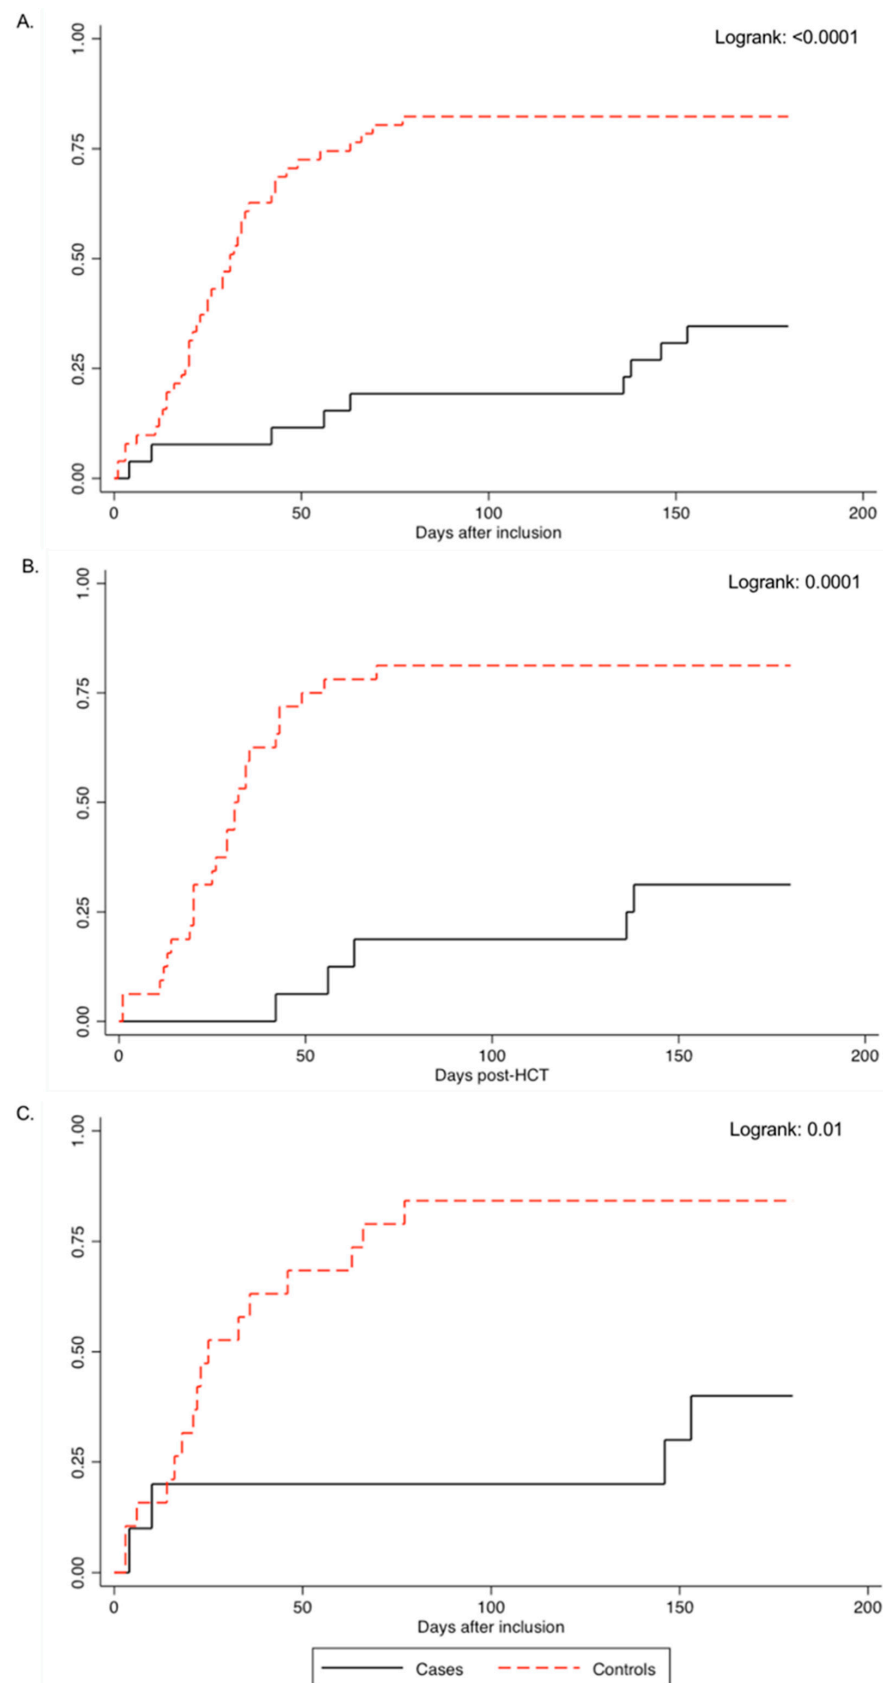 A.
Logrank: <0.0001
1.00
0.75
0.50
0.25
0.00
0 50 100 150 200
Days after inclusion
B.
Logrank: 0.0001
1.00
0.75
0.50
0.25
0.00
0 50 100 150 200
Days post-HCT
C.
Logrank: 0.01
1.00
0.75
0.50
0.25
0.00
0 50 100 150 200
Days after inclusion
Cases Controls